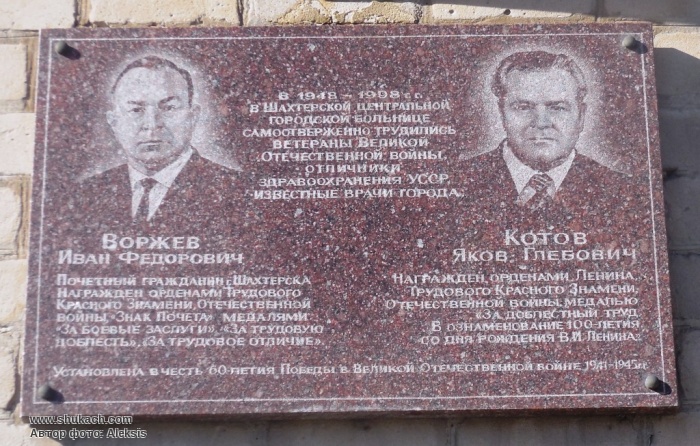 В 1948 - 1998 г.г.
в Шахтерской центральной
городской больнице
самоотверженно трудились
ветераны Великой
Отечественной войны,
отличники
здравоохранения УССР
известные врачи города.
Воржев
Иван Федорович
Почетный гражданин г. Шахтерска
Награжден орденами Трудового
Красного Знамени, Отечественной
войны, "Знак Почета", медалями:
"За боевые заслуги", "За трудовую
доблесть", "За трудовое отличие".
Котов
Яков Глебович
Награжден орденами Ленина,
Трудового Красного Знамени,
Отечественной войны, медалью
"За доблестный труд.
В ознаменование 100-летия
со дня рождения В.И. Ленина"
Установлена в честь 60-летия Победы в Великой Отечественной войне 1941-1945гг.
www.shukach.com
Автор фото: Aleksis